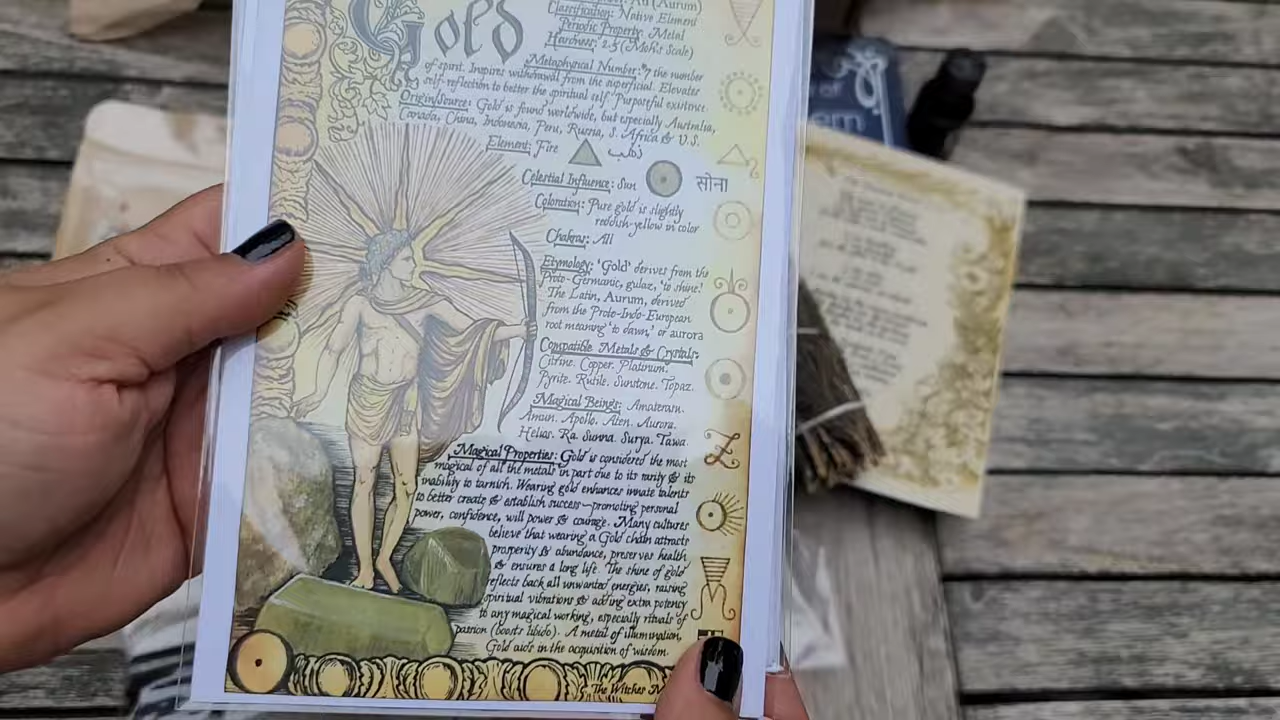 Gold
(Aurum)
Classification: Native Element
Periodic Property: Metal
Hardness: 2.5 (Moh's Scale)
Metaphysical Number: 7 the number
of spirit. Inspires withdrawal from the superficial. Elevates
self-reflection to better the spiritual self. Purposeful existence.
Origin/Source: Gold is found worldwide, but especially Australia,
Canada, China, Indonesia, Peru, Russia, S. Africa & U.S.
Element: Fire
Celestial Influence: Sun सोना
Coloration: Pure gold is slightly
reddish-yellow in color
Chakras: All
Etymology: 'Gold' derives from the
Proto-Germanic, gulaz, 'to shine.'
The Latin, Aurum, derived
from the Proto-Indo-European
root meaning 'to dawn,' or aurora
Compatible Metals & Crystals:
Citrine. Copper. Platinum.
Pyrite. Rutile. Sunstone. Topaz.
Magical Beings: Amaterasu.
Amun. Apollo. Aten. Aurora.
Helios. Ra. Sunna. Surya. Tawa.
Magical Properties: Gold is considered the most
magical of all the metals in part due to its rarity & its
inability to tarnish. Wearing gold enhances innate talents
to better create & establish success—promoting personal
power, confidence, will power & courage. Many cultures
believe that wearing a Gold chain attracts
prosperity & abundance, preserves health
& ensures a long life. The shine of gold
reflects back all unwanted energies, raising
spiritual vibrations & adding extra potency
to any magical working, especially rituals of
passion (boosts libido). A metal of illumination,
Gold aids in the acquisition of wisdom.
The Witches
of